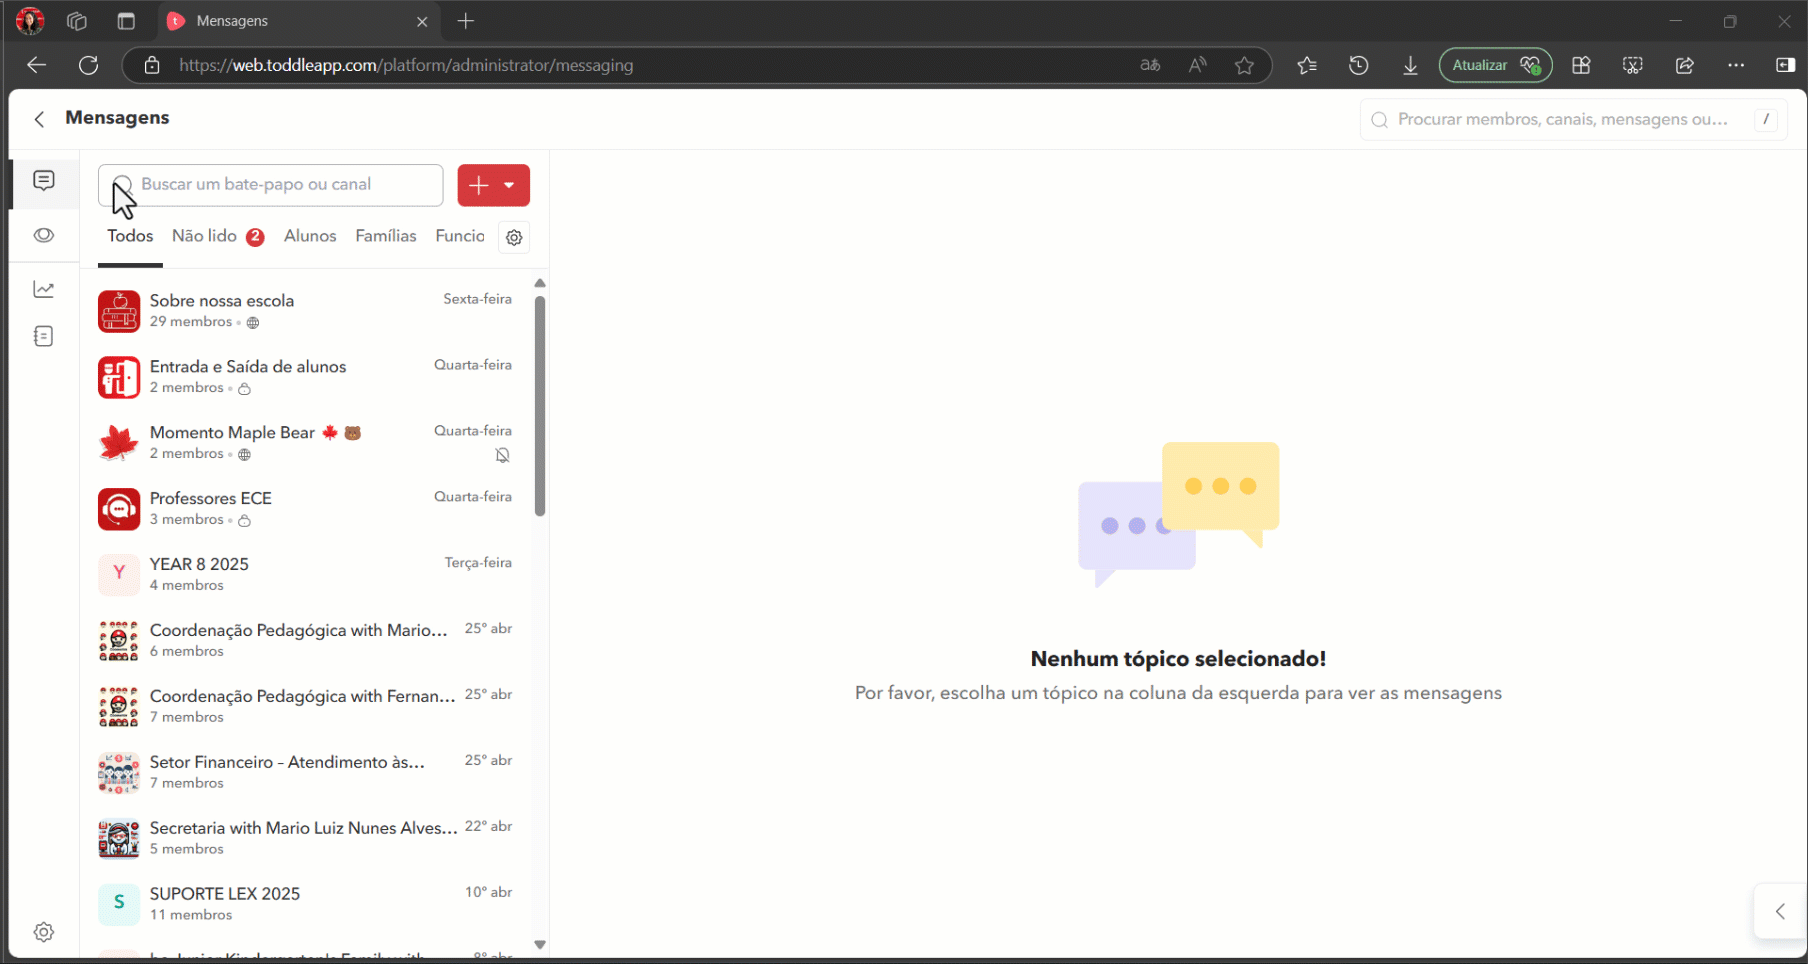 Mensagens
https://web.toddleapp.com/platform/administrator/messaging
aあ
A
Atualizar
Mensagens
Procurar membros, canais, mensagens ou...
/
Buscar um bate-papo ou canal
Todos
Não lido 2
Alunos
Famílias
Funcio
Sobre nossa escola
Sexta-feira
29 membros
Entrada e Saída de alunos
Quarta-feira
2 membros
Momento Maple Bear 🍁 🐻
Quarta-feira
2 membros
Professores ECE
Quarta-feira
3 membros
Y
YEAR 8 2025
Terça-feira
4 membros
Coordenação Pedagógica with Mario...
25° abr
6 membros
Coordenação Pedagógica with Fernan...
25° abr
7 membros
Setor Financeiro - Atendimento às...
25° abr
7 membros
Secretaria with Mario Luiz Nunes Alves...
22° abr
5 membros
S
SUPORTE LEX 2025
10° abr
11 membros
Nenhum tópico selecionado!
Por favor, escolha um tópico na coluna da esquerda para ver as mensagens